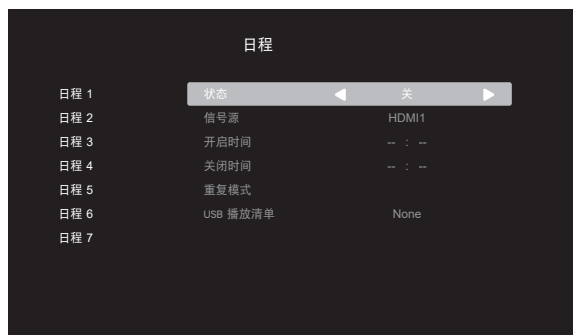 日程
日程 1 状态 关
日程 2 信号源 HDMI1
日程 3 开启时间 -- : --
日程 4 关闭时间 -- : --
日程 5 重复模式
日程 6 USB 播放清单 None
日程 7